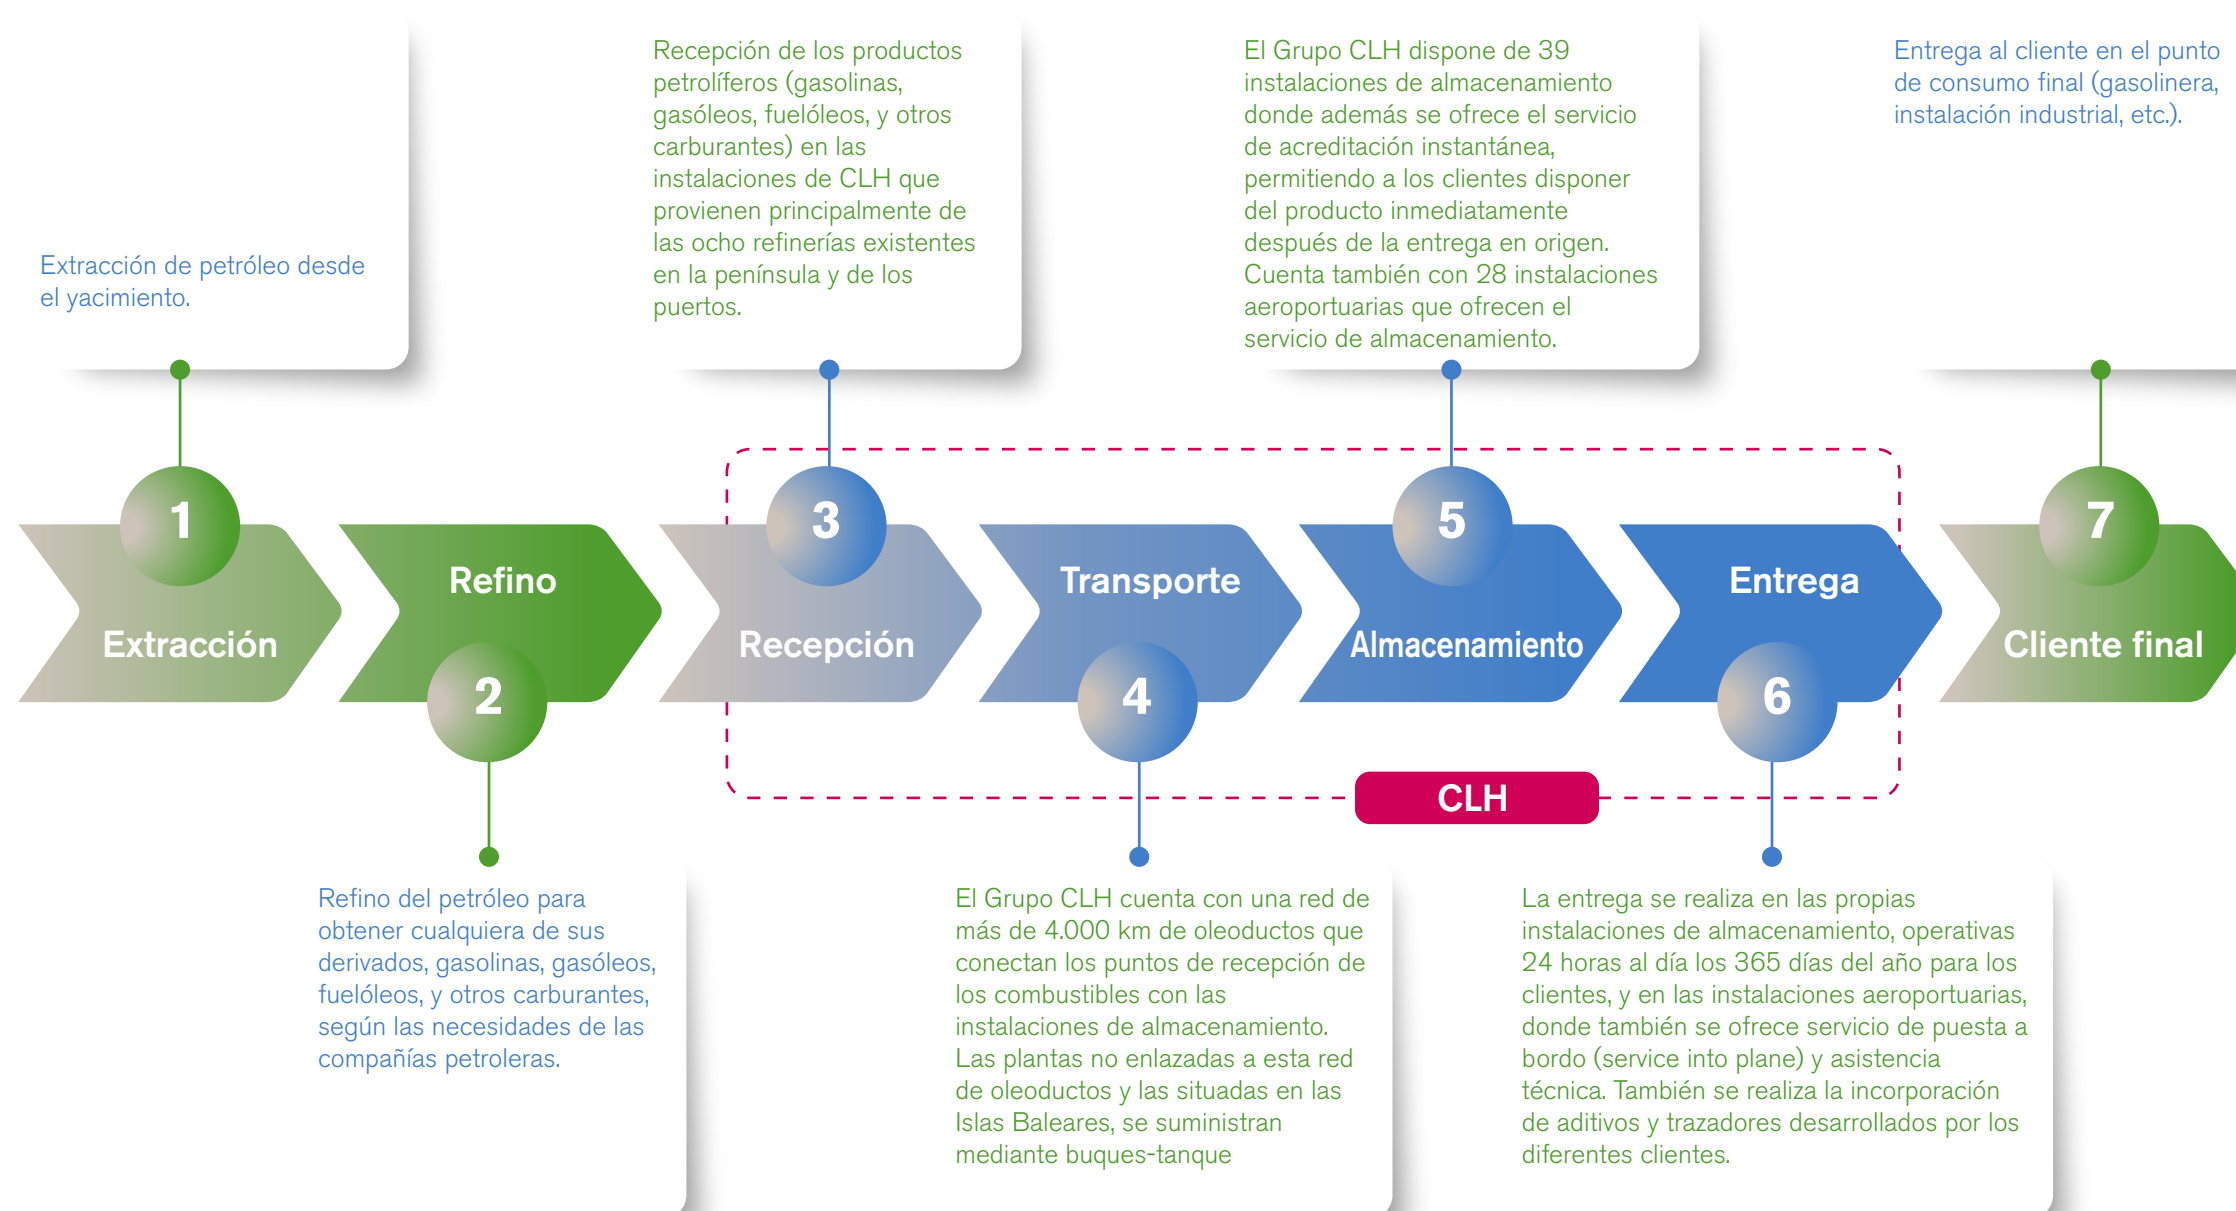 Extracción de petróleo desde
el yacimiento.
Recepción de los productos
petrolíferos (gasolinas,
gasóleos, fuelóleos, y otros
carburantes) en las
instalaciones de CLH que
provienen principalmente de
las ocho refinerías existentes
en la península y de los
puertos.
El Grupo CLH dispone de 39
instalaciones de almacenamiento
donde además se ofrece el servicio
de acreditación instantánea,
permitiendo a los clientes disponer
del producto inmediatamente
después de la entrega en origen.
Cuenta también con 28 instalaciones
aeroportuarias que ofrecen el
servicio de almacenamiento.
Entrega al cliente en el punto
de consumo final (gasolinera,
instalación industrial, etc.).
1
Extracción
Refino
2
3
Recepción
Transporte
4
5
Almacenamiento
Entrega
6
7
Cliente final
CLH
Refino del petróleo para
obtener cualquiera de sus
derivados, gasolinas, gasóleos,
fuelóleos, y otros carburantes,
según las necesidades de las
compañías petroleras.
El Grupo CLH cuenta con una red de
más de 4.000 km de oleoductos que
conectan los puntos de recepción de
los combustibles con las
instalaciones de almacenamiento.
Las plantas no enlazadas a esta red
de oleoductos y las situadas en las
Islas Baleares, se suministran
mediante buques-tanque
La entrega se realiza en las propias
instalaciones de almacenamiento, operativas
24 horas al día los 365 días del año para los
clientes, y en las instalaciones aeroportuarias,
donde también se ofrece servicio de puesta a
bordo (service into plane) y asistencia
técnica. También se realiza la incorporación
de aditivos y trazadores desarrollados por los
diferentes clientes.